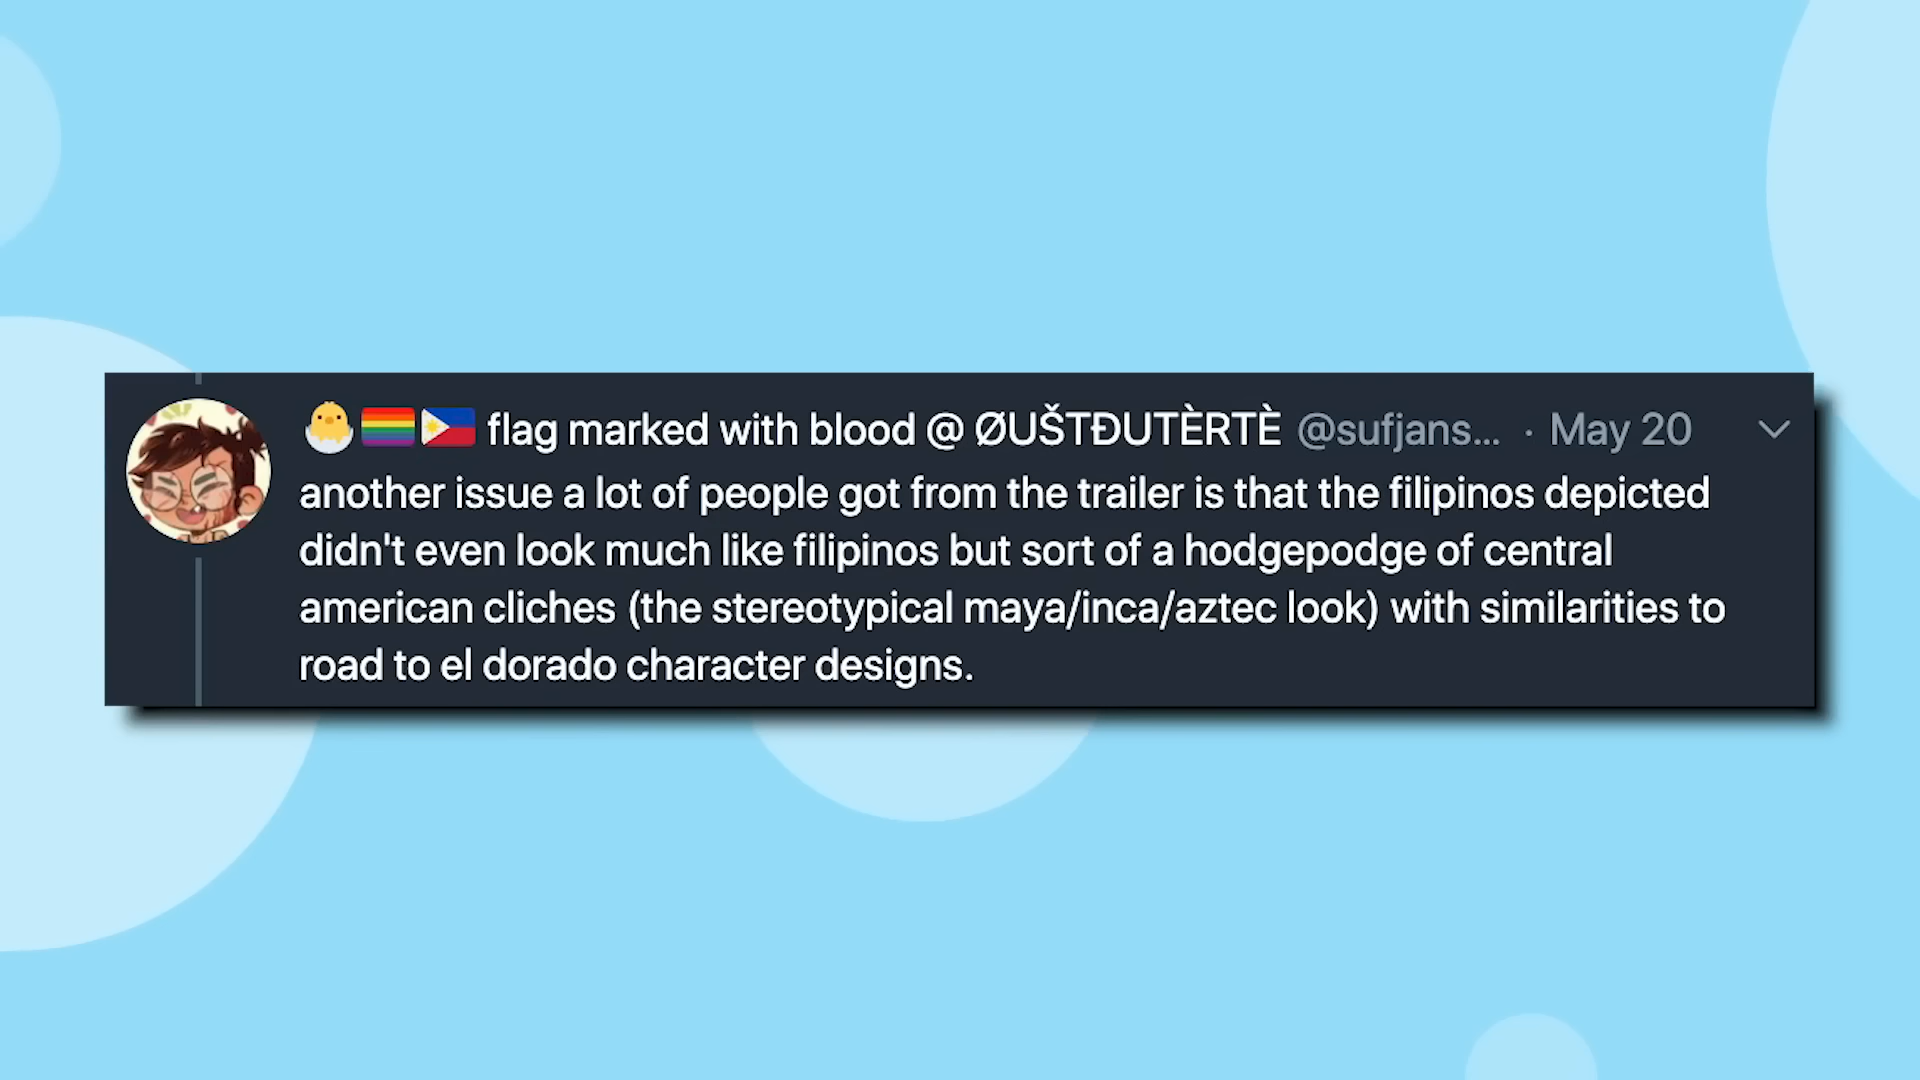 🐣🏳️‍🌈🇵🇭 flag marked with blood @ ØUŠTĐUTÈRTÈ @sufjans... · May 20
another issue a lot of people got from the trailer is that the filipinos depicted
didn't even look much like filipinos but sort of a hodgepodge of central
american cliches (the stereotypical maya/inca/aztec look) with similarities to
road to el dorado character designs.